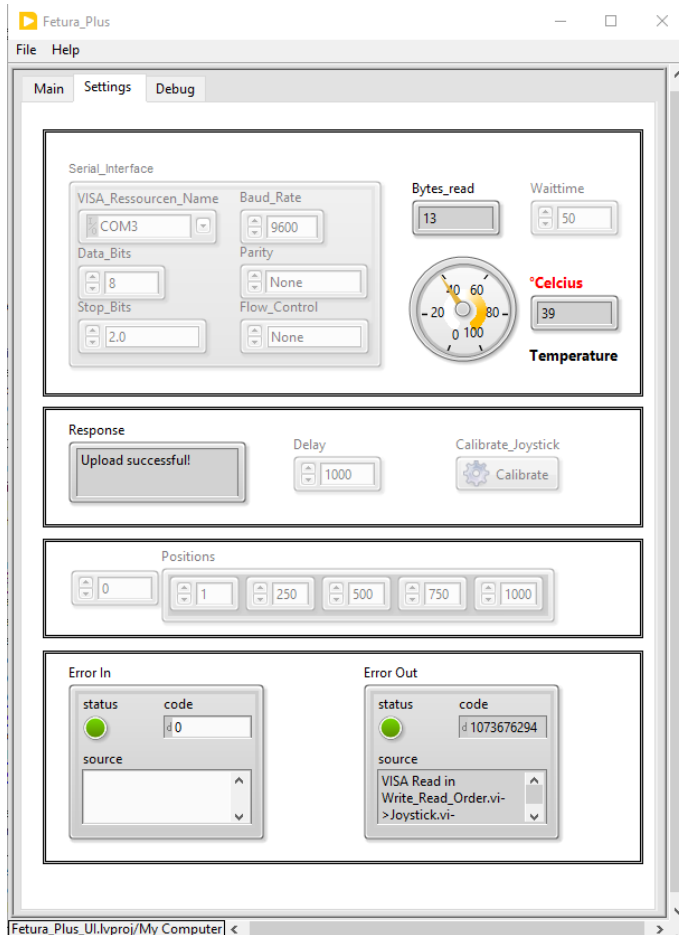 Fetura_Plus
File Help
Main Settings Debug
Serial_Interface
VISA_Ressourcen_Name Baud_Rate
COM3 9600
Data_Bits Parity
8 None
Stop_Bits Flow_Control
2.0 None
Bytes_read Waittime
13 50
40 60
20 80
0 100
°Celcius
39
Temperature
Response
Upload successful!
Delay
1000
Calibrate_Joystick
Calibrate
Positions
0 1 250 500 750 1000
Error In
status code
d 0
source
Error Out
status code
d 1073676294
source
VISA Read in
Write_Read_Order.vi-
>Joystick.vi-
Fetura_Plus_UI.lvproj/My Computer